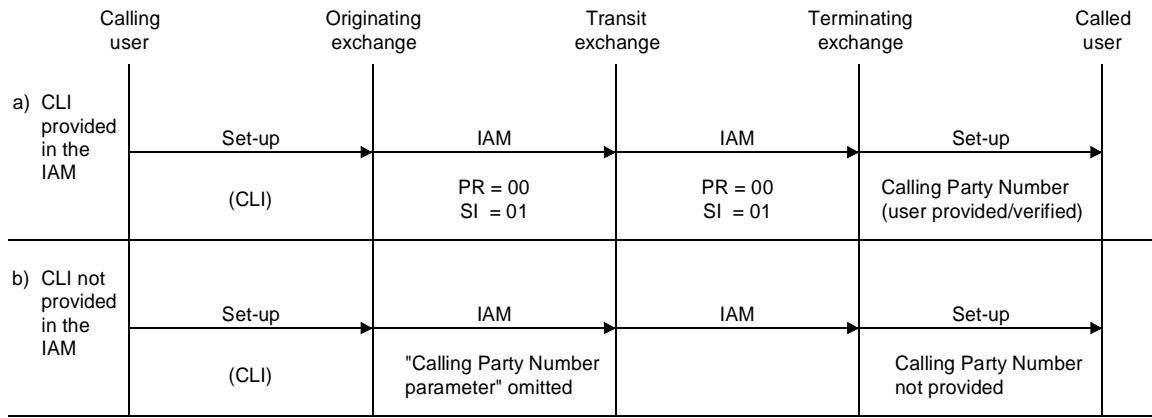 Calling
user
Originating
exchange
Transit
exchange
Terminating
exchange
Called
user
a) CLI
provided
in the
IAM
Set-up
IAM
IAM
Set-up
(CLI)
PR = 00
SI = 01
PR = 00
SI = 01
Calling Party Number
(user provided/verified)
b) CLI not
provided
in the
IAM
Set-up
IAM
IAM
Set-up
(CLI)
"Calling Party Number
parameter" omitted
Calling Party Number
not provided